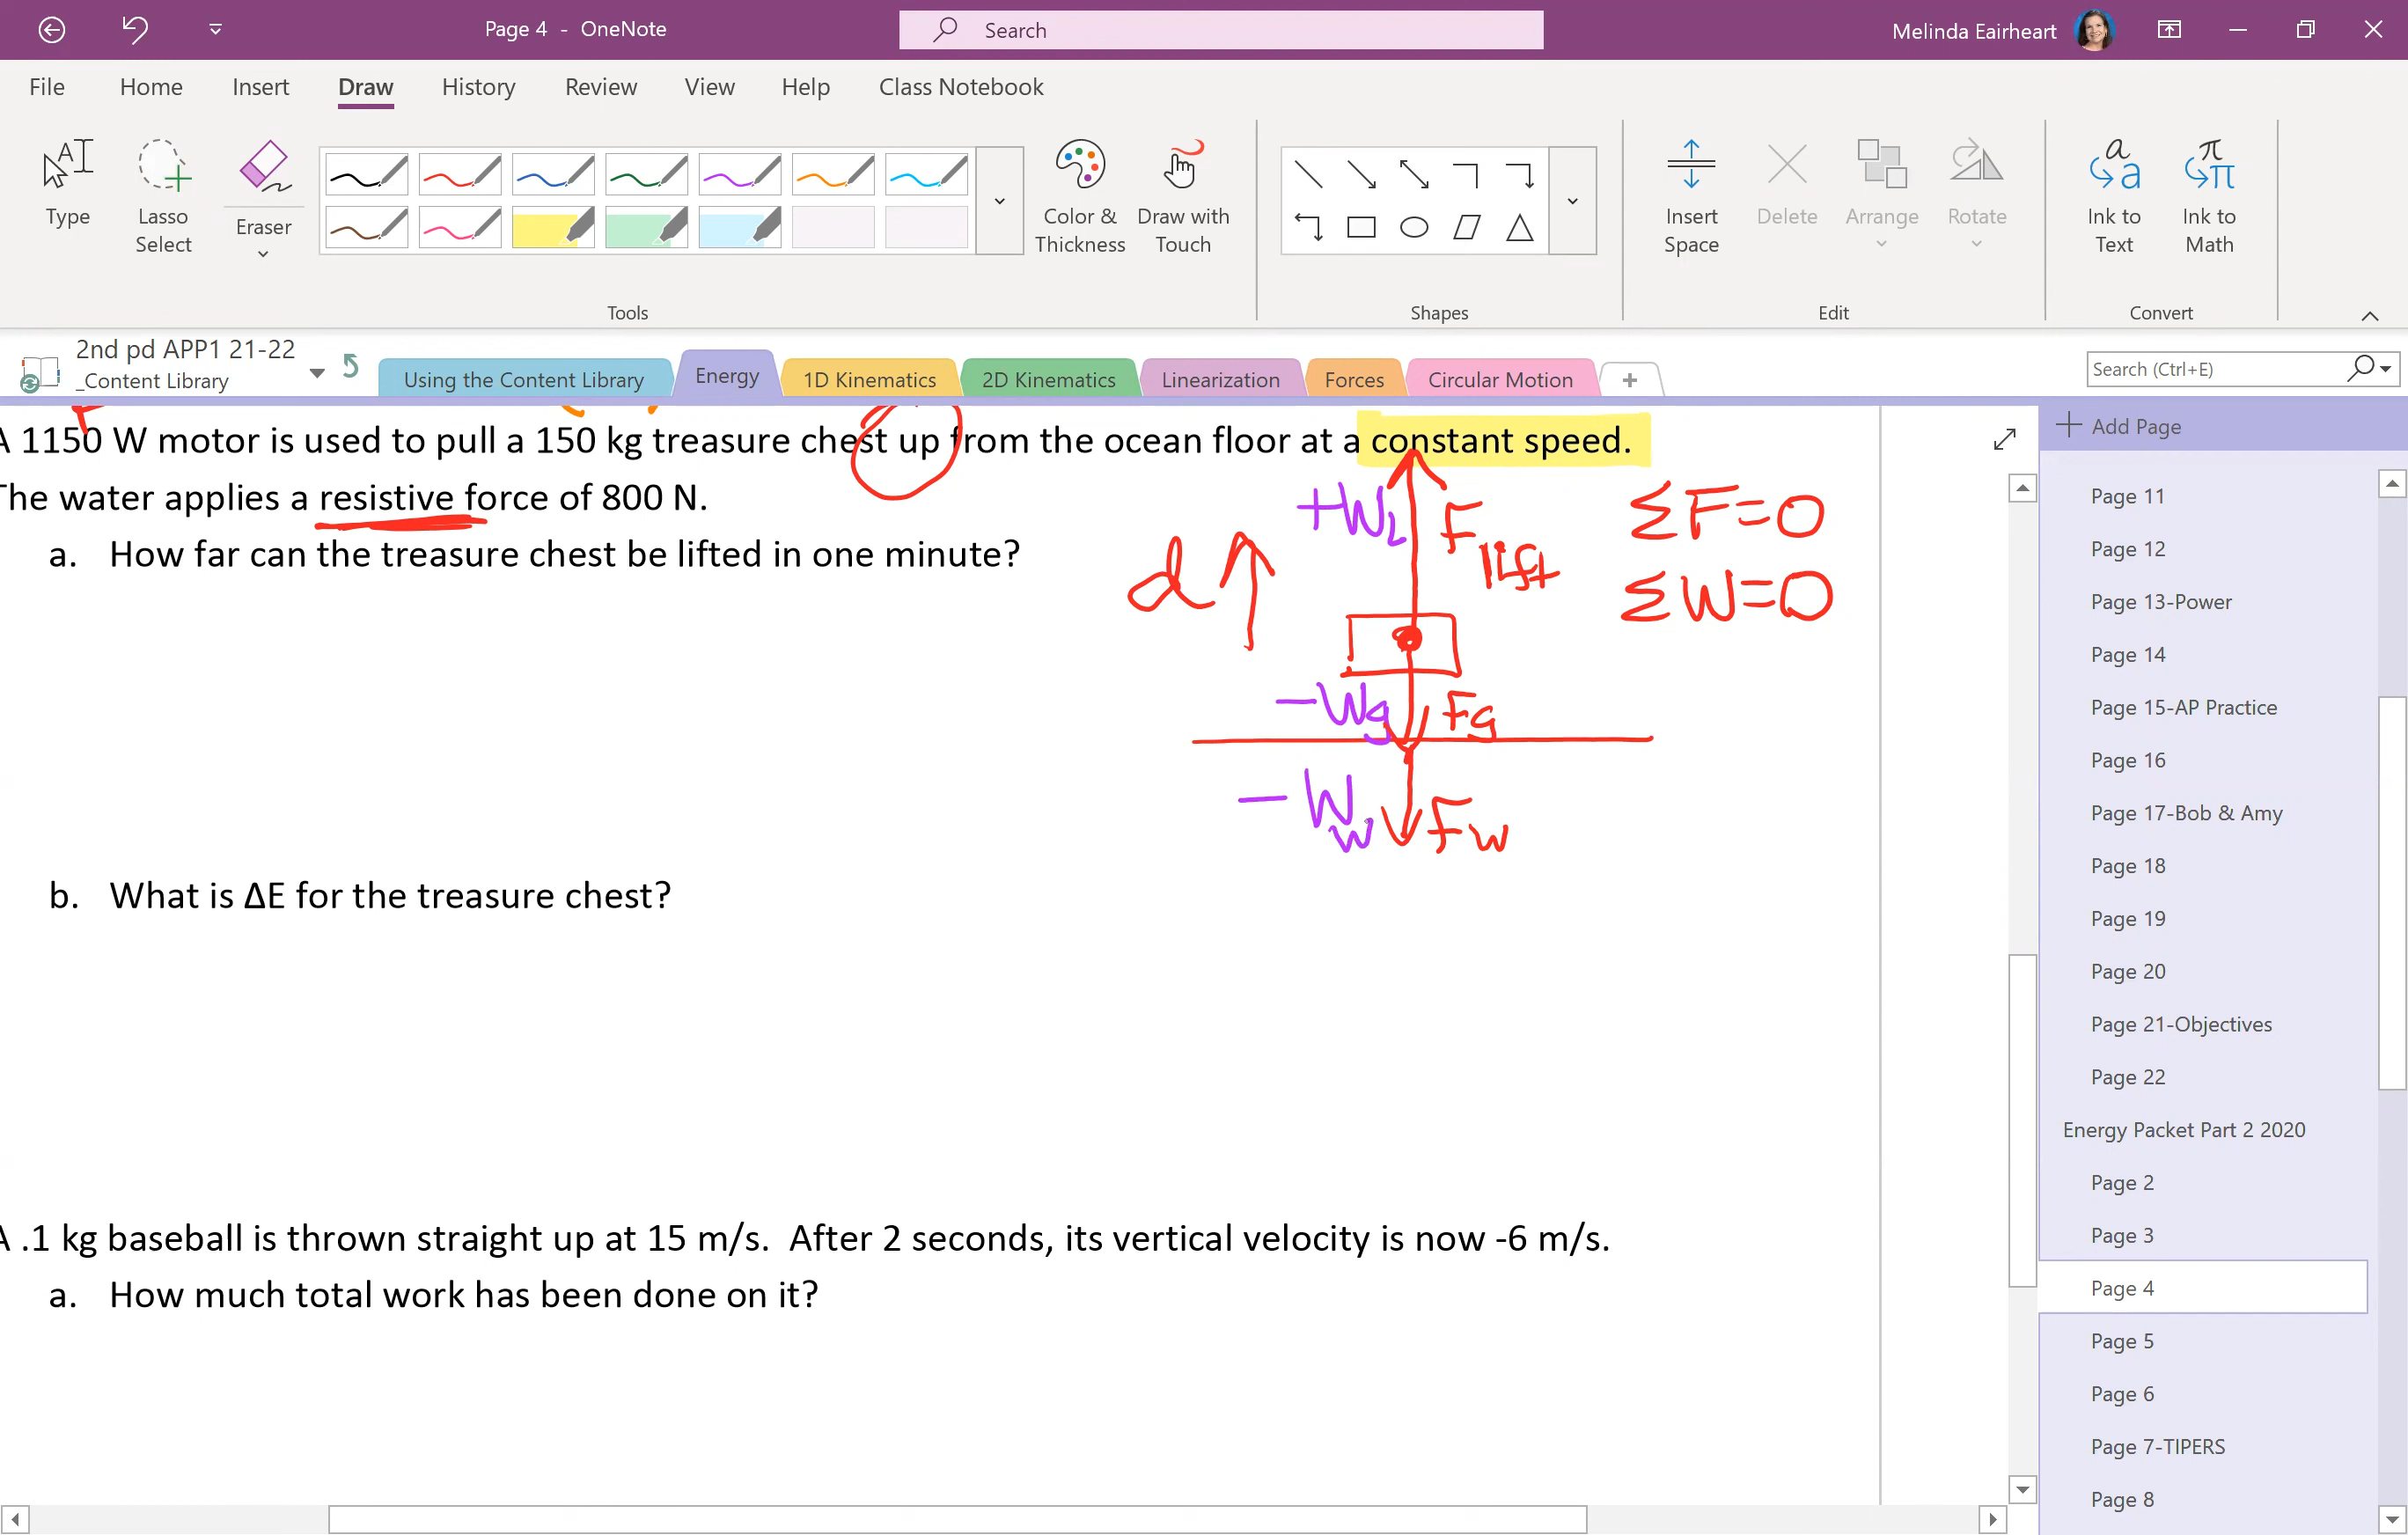 Page 4 - OneNote
Search
Melinda Eairheart
File Home Insert Draw History Review View Help Class Notebook
Type
Lasso Select
Eraser
Color & Thickness
Draw with Touch
Insert Space
Delete
Arrange
Rotate
Ink to Text
Ink to Math
Tools
Shapes
Edit
Convert
2nd pd APP1 21-22
_Content Library
Using the Content Library
Energy
1D Kinematics
2D Kinematics
Linearization
Forces
Circular Motion
Search (Ctrl+E)
A 1150 W motor is used to pull a 150 kg treasure chest up from the ocean floor at a constant speed.
The water applies a resistive force of 800 N.
a. How far can the treasure chest be lifted in one minute?
+WL
F lift
ΣF=0
ΣW=0
d
-Wg
Fg
-Ww
Fw
b. What is ΔE for the treasure chest?
A .1 kg baseball is thrown straight up at 15 m/s. After 2 seconds, its vertical velocity is now -6 m/s.
a. How much total work has been done on it?
Add Page
Page 11
Page 12
Page 13-Power
Page 14
Page 15-AP Practice
Page 16
Page 17-Bob & Amy
Page 18
Page 19
Page 20
Page 21-Objectives
Page 22
Energy Packet Part 2 2020
Page 2
Page 3
Page 4
Page 5
Page 6
Page 7-TIPERS
Page 8